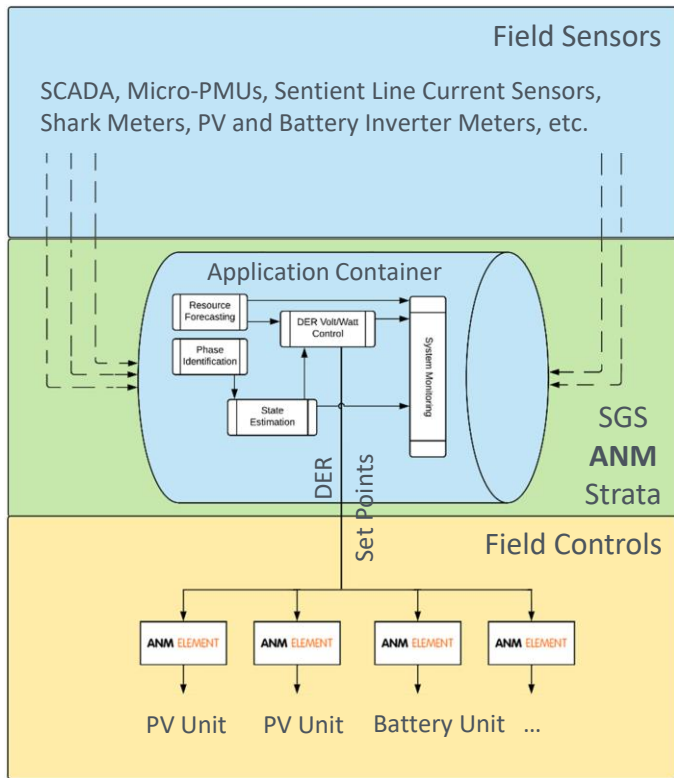 Field Sensors
SCADA, Micro-PMUs, Sentient Line Current Sensors,
Shark Meters, PV and Battery Inverter Meters, etc.
Application Container
Resource
Forecasting
DER Volt/Watt
Control
Phase
Identification
State
Estimation
System Monitoring
SGS
ANM
Strata
DER
Set Points
Field Controls
ANM ELEMENT
ANM ELEMENT
ANM ELEMENT
ANM ELEMENT
PV Unit
PV Unit
Battery Unit
...